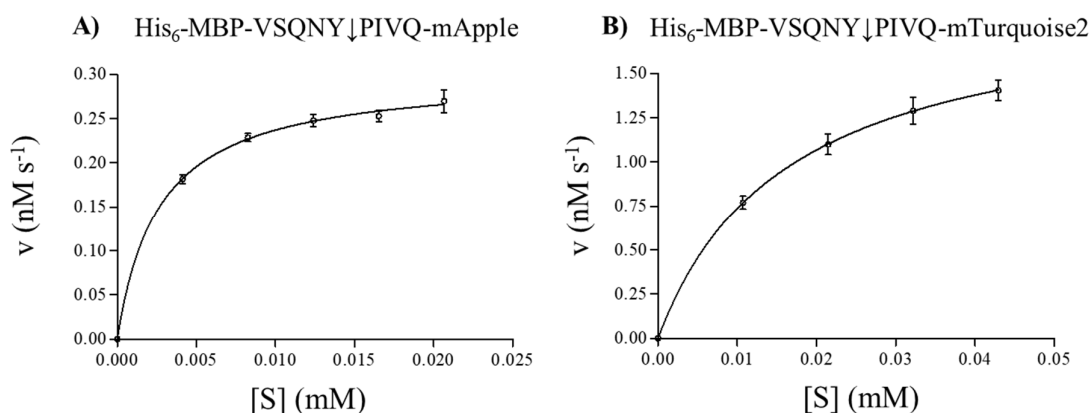 A) His₆-MBP-VSQNY↓PIVQ-mApple
v (nM s⁻¹)
0.30
0.25
0.20
0.15
0.10
0.05
0.00
0.000 0.005 0.010 0.015 0.020 0.025
[S] (mM)
B) His₆-MBP-VSQNY↓PIVQ-mTurquoise2
v (nM s⁻¹)
1.50
1.25
1.00
0.75
0.50
0.25
0.00
0.00 0.01 0.02 0.03 0.04 0.05
[S] (mM)